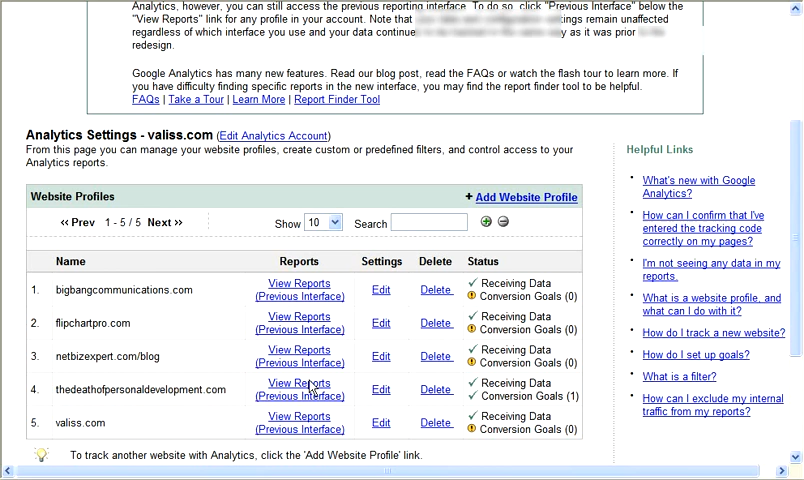 Analytics, however, you can still access the previous reporting interface. To do so, click "Previous Interface" below the
"View Reports" link for any profile in your account. Note that settings remain unaffected
regardless of which interface you use and your data continues as it was prior
redesign.
Google Analytics has many new features. Read our blog post, read the FAQs or watch the flash tour to learn more. If
you have difficulty finding specific reports in the new interface, you may find the report finder tool to be helpful.
FAQs | Take a Tour | Learn More | Report Finder Tool
Analytics Settings - valiss.com (Edit Analytics Account)
From this page you can manage your website profiles, create custom or predefined filters, and control access to your
Analytics reports.
Website Profiles + Add Website Profile
‹‹ Prev 1 - 5 / 5 Next ›› Show 10 Search
Name Reports Settings Delete Status
1. bigbangcommunications.com View Reports (Previous Interface) Edit Delete Receiving Data Conversion Goals (0)
2. flipchartpro.com View Reports (Previous Interface) Edit Delete Receiving Data Conversion Goals (0)
3. netbizexpert.com/blog View Reports (Previous Interface) Edit Delete Receiving Data Conversion Goals (0)
4. thedeathofpersonaldevelopment.com View Reports (Previous Interface) Edit Delete Receiving Data Conversion Goals (1)
5. valiss.com View Reports (Previous Interface) Edit Delete Receiving Data Conversion Goals (0)
To track another website with Analytics, click the 'Add Website Profile' link.
Helpful Links
What's new with Google
Analytics?
How can I confirm that I've
entered the tracking code
correctly on my pages?
I'm not seeing any data in my
reports.
What is a website profile, and
what can I do with it?
How do I track a new website?
How do I set up goals?
What is a filter?
How can I exclude my internal
traffic from my reports?